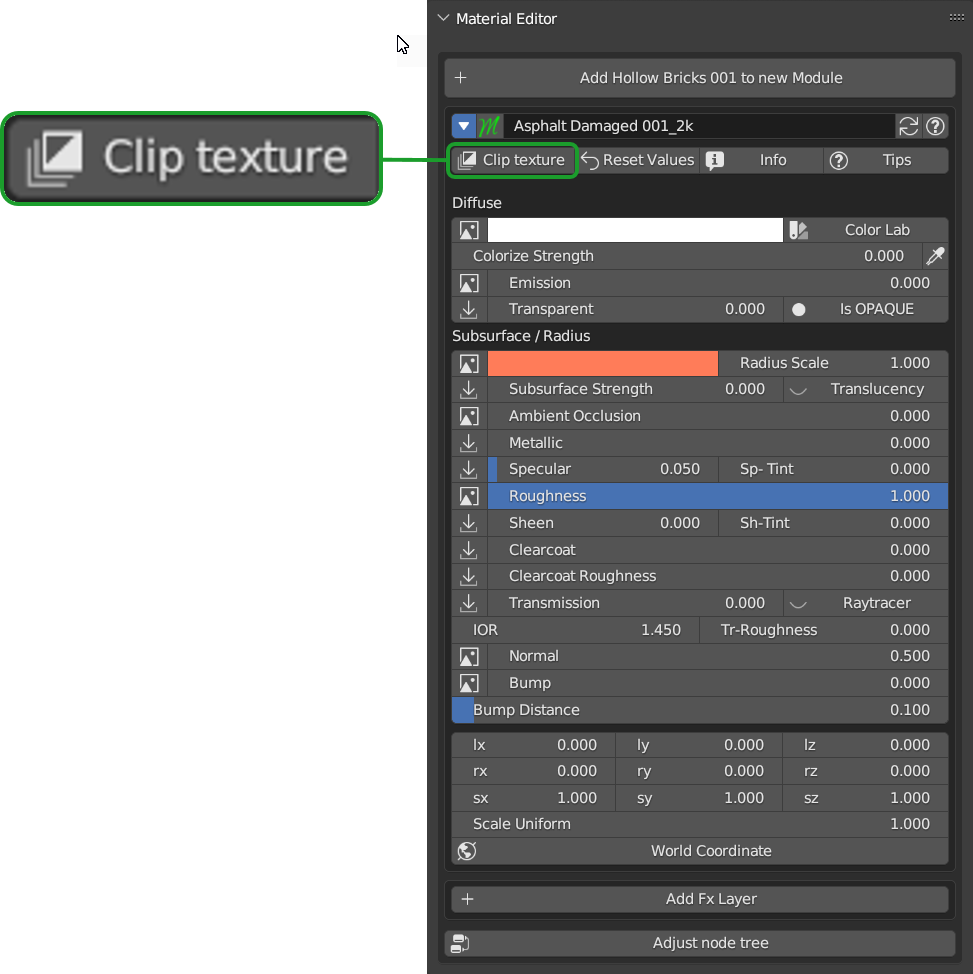 Material Editor
Add Hollow Bricks 001 to new Module
Asphalt Damaged 001_2k
Clip texture
Clip texture Reset Values Info Tips
Diffuse
Color Lab
Colorize Strength 0.000
Emission 0.000
Transparent 0.000 Is OPAQUE
Subsurface / Radius
Radius Scale 1.000
Subsurface Strength 0.000 Translucency
Ambient Occlusion 0.000
Metallic 0.000
Specular 0.050 Sp- Tint 0.000
Roughness 1.000
Sheen 0.000 Sh-Tint 0.000
Clearcoat 0.000
Clearcoat Roughness 0.000
Transmission 0.000 Raytracer
IOR 1.450 Tr-Roughness 0.000
Normal 0.500
Bump 0.000
Bump Distance 0.100
lx 0.000 ly 0.000 lz 0.000
rx 0.000 ry 0.000 rz 0.000
sx 1.000 sy 1.000 sz 1.000
Scale Uniform 1.000
World Coordinate
Add Fx Layer
Adjust node tree